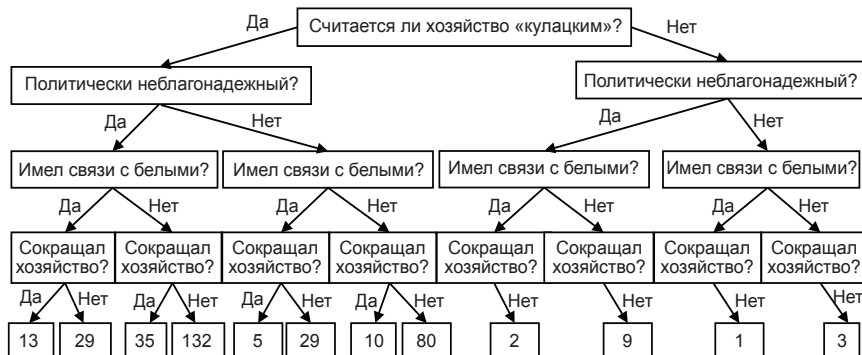 Считается ли хозяйство «кулацким»?
Да
Нет
Политически неблагонадежный?
Политически неблагонадежный?
Да
Нет
Да
Нет
Имел связи с белыми?
Имел связи с белыми?
Имел связи с белыми?
Имел связи с белыми?
Да
Нет
Да
Нет
Да
Нет
Да
Нет
Сокращал
хозяйство?
Сокращал
хозяйство?
Сокращал
хозяйство?
Сокращал
хозяйство?
Сокращал
хозяйство?
Сокращал
хозяйство?
Сокращал
хозяйство?
Сокращал
хозяйство?
Да
Нет
Да
Нет
Да
Нет
Да
Нет
Нет
Нет
Нет
Нет
13
29
35
132
5
29
10
80
2
9
1
3